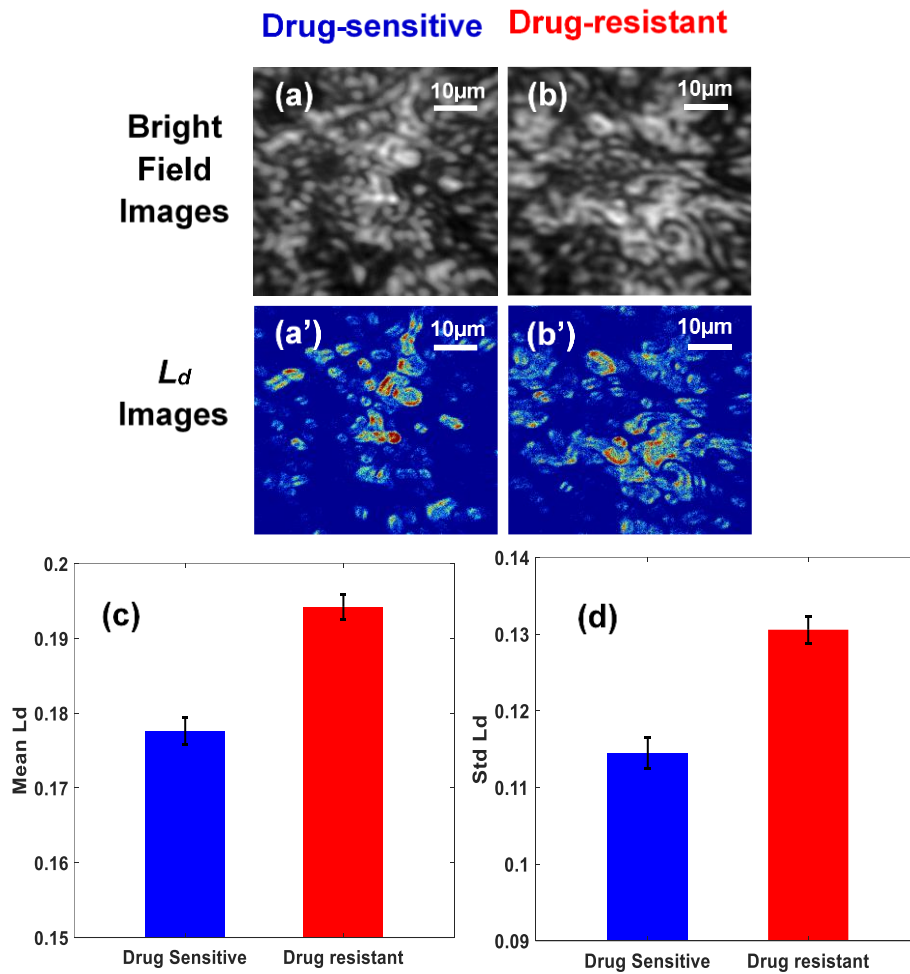 Drug-sensitive Drug-resistant
Bright
Field
Images
(a) 10µm
(b) 10µm
Ld
Images
(a') 10µm
(b') 10µm
(c)
Mean Ld
0.2
0.19
0.18
0.17
0.16
0.15
Drug Sensitive Drug resistant
(d)
Std Ld
0.14
0.13
0.12
0.11
0.1
0.09
Drug Sensitive Drug resistant